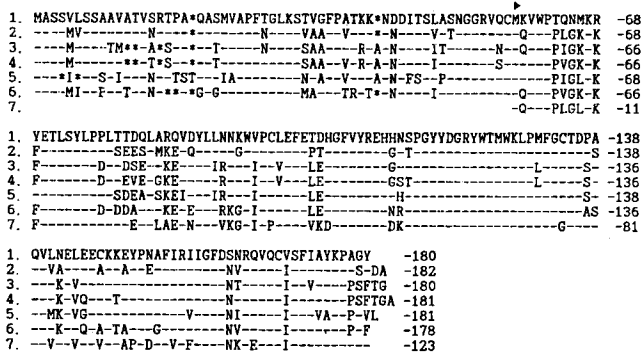 1. MASSVLSSAAVATVSRTPA*QASMVAPFTGLKSTVGFPATKK*NDDITSLASNGGRVQCMKVWPTQNMKR -68
2. ----MV--------N----*-----N------VAA--V----*-N----V-T----------Q---PIGK-K -68
3. ----M----TM**-A*S--*---T--------SAA----R-A-N----IT-----N------Q---PIGK-K -66
4. ----M----A-**-A*S--*---T--------SAA--V-R-A-N----I------S------Q---VIGK-K -66
5. ---*I*--S-I---N--TST---IA-------N-A--V---A-N-FS--P------------Q---PIGL-K -68
6. ----MI--P--T--N--**-*G-G--------MA---TR-T*-N----I-------------Q---PVGK-K -66
7. -Q---PLGL-K -11
1. YETLSYLPPLTTDQLARQVDYLLNNKWVPCLEFETDHGFVYREHHNSPGYYDGRYWTMWKLPMFGCTDPA -138
2. F---------SEES-MKE-Q-----G--------PT---------G-T--------------------S- -138
3. F-------D--DSE--KE---IR---I--V---LE----------G----------------L-----S- -136
4. F-------D--EVE-GKE---IR---I--V---LE----------GST--------------L-----S- -136
5. ----------SDEA-SKEI--IR---I------LE-----------H---------------------S- -138
6. F-------D-DDA--KE-E--RKG-I-------LE---------NR---------------------AS -136
7. F------------E--LAE-N---VKG-I-P---VKD--------DK----------------G---- -81
1. QVLNELEECKKEYPNAFIRIIGFDSNRQVQCVSFIAYKPAGY -180
2. --VA----A--A--E---------NV----I-------S-DA -182
3. ---K-V------------------NT----I------PSFTG -180
4. ---K-VQ---T-------------NV----I------PSFTGA -181
5. --MK-VG-----------V-----NI----I---VA--P-VL -181
6. ---K--Q-A-TA---G--------NV----I------P-F -178
7. --V--V--V---AP-D--V-F---NK-E--I----------- -123